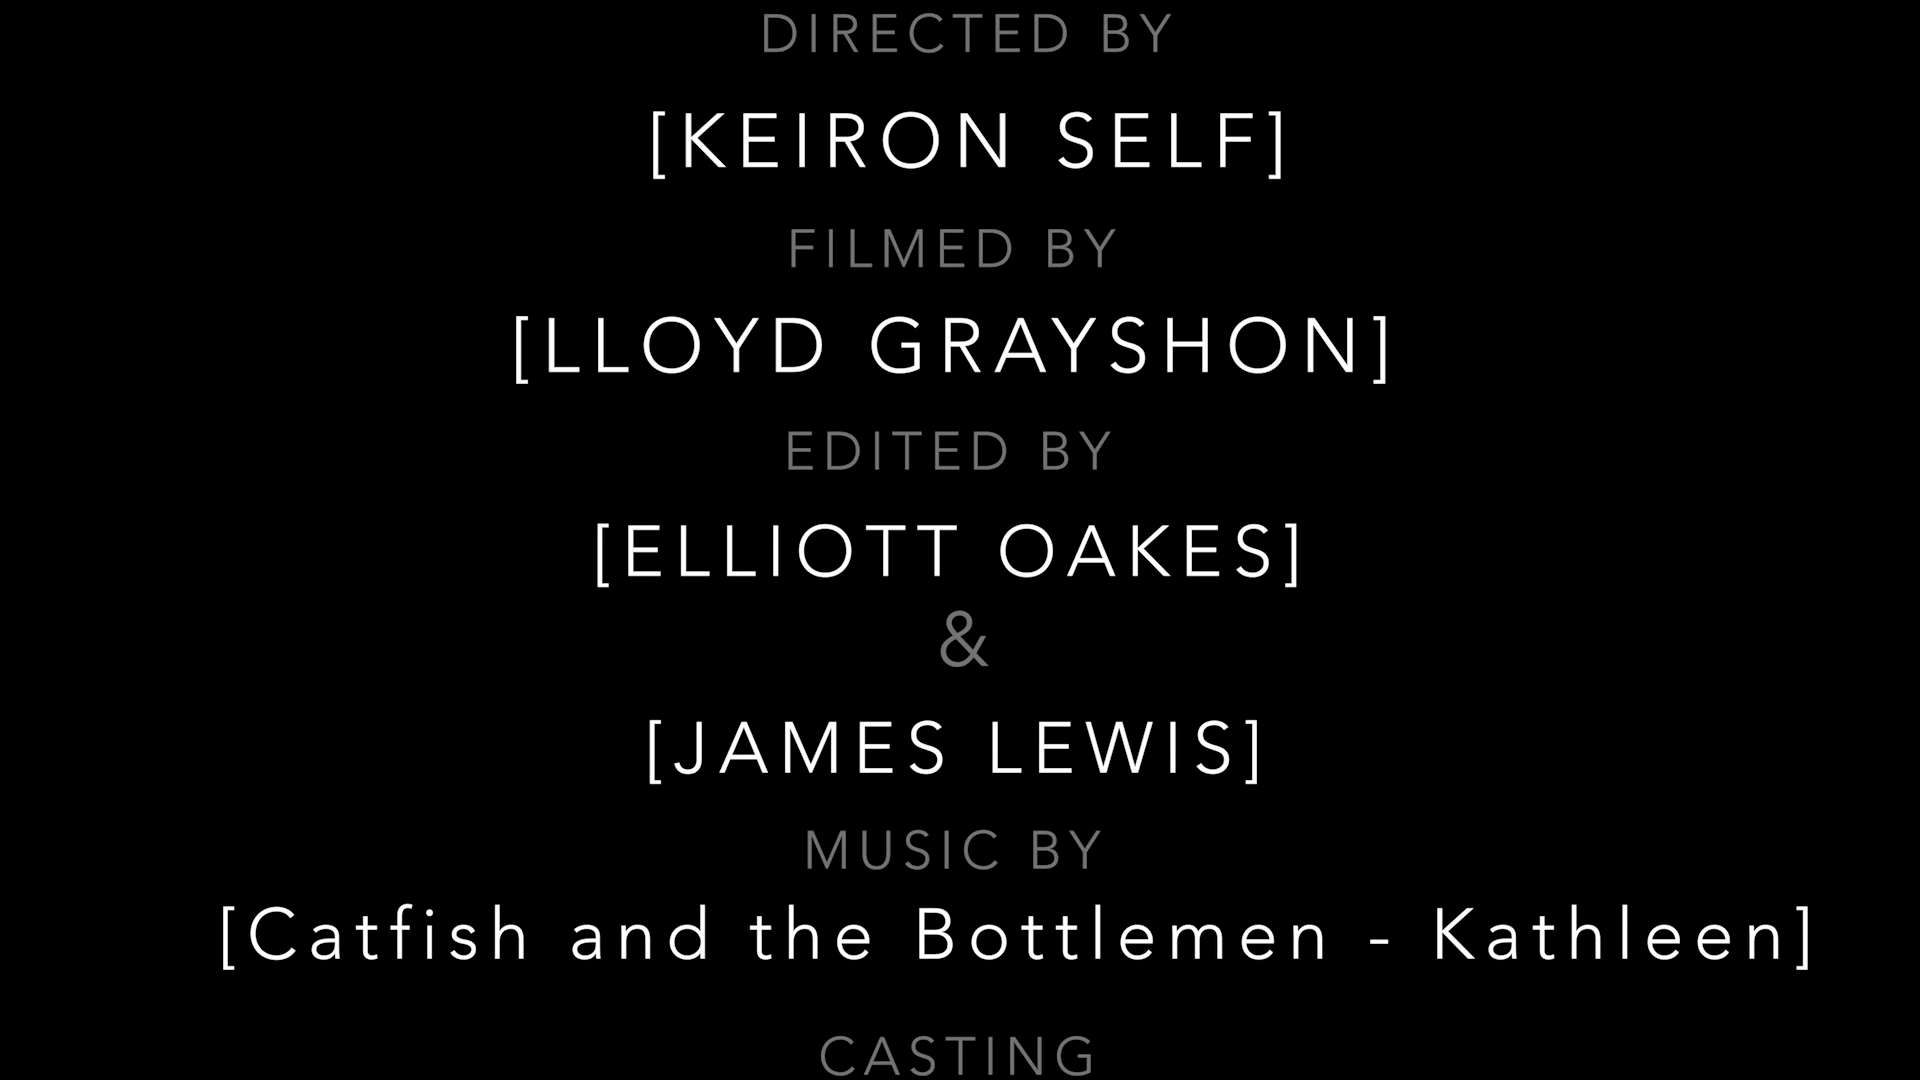 DIRECTED BY
[KEIRON SELF]
FILMED BY
[LLOYD GRAYSHON]
EDITED BY
[ELLIOTT OAKES]
&
[JAMES LEWIS]
MUSIC BY
[Catfish and the Bottlemen - Kathleen]
CASTING